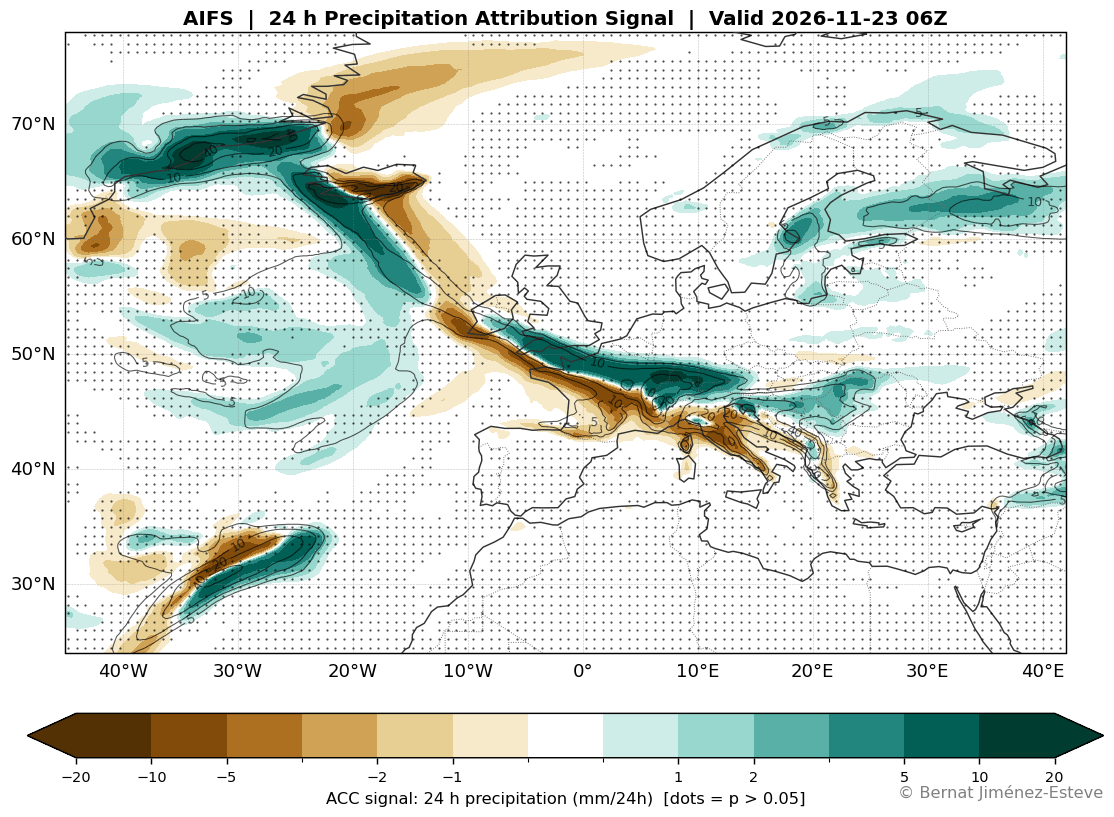 AIFS | 24 h Precipitation Attribution Signal | Valid 2026-11-23 06Z
70°N
60°N
50°N
40°N
30°N
40°W 30°W 20°W 10°W 0° 10°E 20°E 30°E 40°E
−20 −10 −5 −2 −1 1 2 5 10 20
ACC signal: 24 h precipitation (mm/24h) [dots = p > 0.05]
© Bernat Jiménez-Esteve